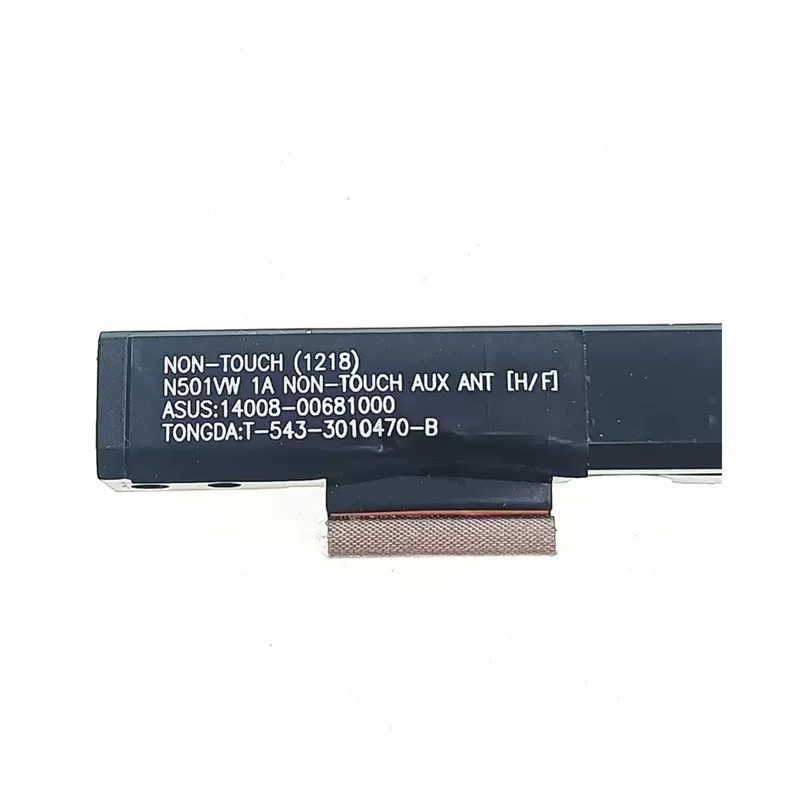 NON-TOUCH (1218)
N501VW 1A NON-TOUCH AUX ANT [H/F]
ASUS:14008-00681000
TONGDA:T-543-3010470-B